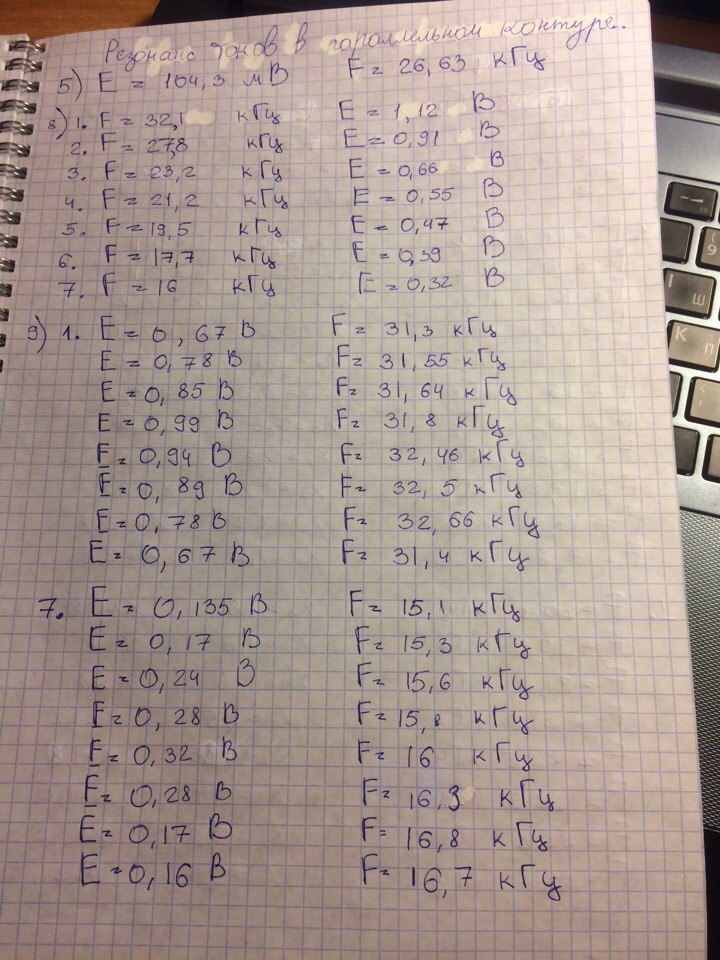 Резонанс токов в параллельном контуре..
5) E = 104,3 мВ F = 26,63 кГц
8) 1. F = 32,1 кГц E = 1,12 В
2. F = 27,8 кГц E = 0,91 В
3. F = 23,2 кГц E = 0,66 В
4. F = 21,2 кГц E = 0,55 В
5. F = 19,5 кГц E = 0,47 В
6. F = 17,7 кГц E = 0,39 В
7. F = 16 кГц E = 0,32 В
9) 1. E = 0,67 В F = 31,3 кГц
E = 0,78 В F = 31,55 кГц
E = 0,85 В F = 31,64 кГц
E = 0,99 В F = 31,8 кГц
E = 0,94 В F = 32,46 кГц
E = 0,89 В F = 32,5 кГц
E = 0,78 В F = 32,66 кГц
E = 0,67 В F = 31,4 кГц
7. E = 0,135 В F = 15,1 кГц
E = 0,17 В F = 15,3 кГц
E = 0,24 В F = 15,6 кГц
E = 0,28 В F = 15,8 кГц
E = 0,32 В F = 16 кГц
E = 0,28 В F = 16,3 кГц
E = 0,17 В F = 16,8 кГц
E = 0,16 В F = 16,7 кГц